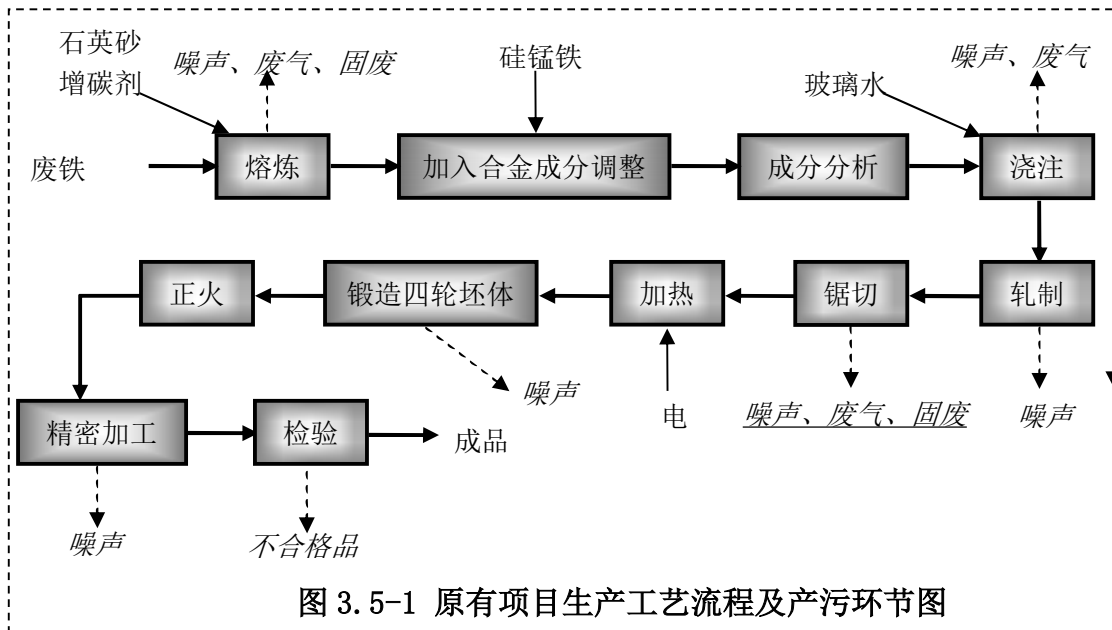 石英砂
增碳剂
噪声、废气、固废
硅锰铁
玻璃水
噪声、废气
废铁
熔炼
加入合金成分调整
成分分析
浇注
正火
锻造四轮坯体
加热
锯切
轧制
噪声
电
噪声、废气、固废
噪声
精密加工
检验
成品
噪声
不合格品
图 3.5-1 原有项目生产工艺流程及产污环节图